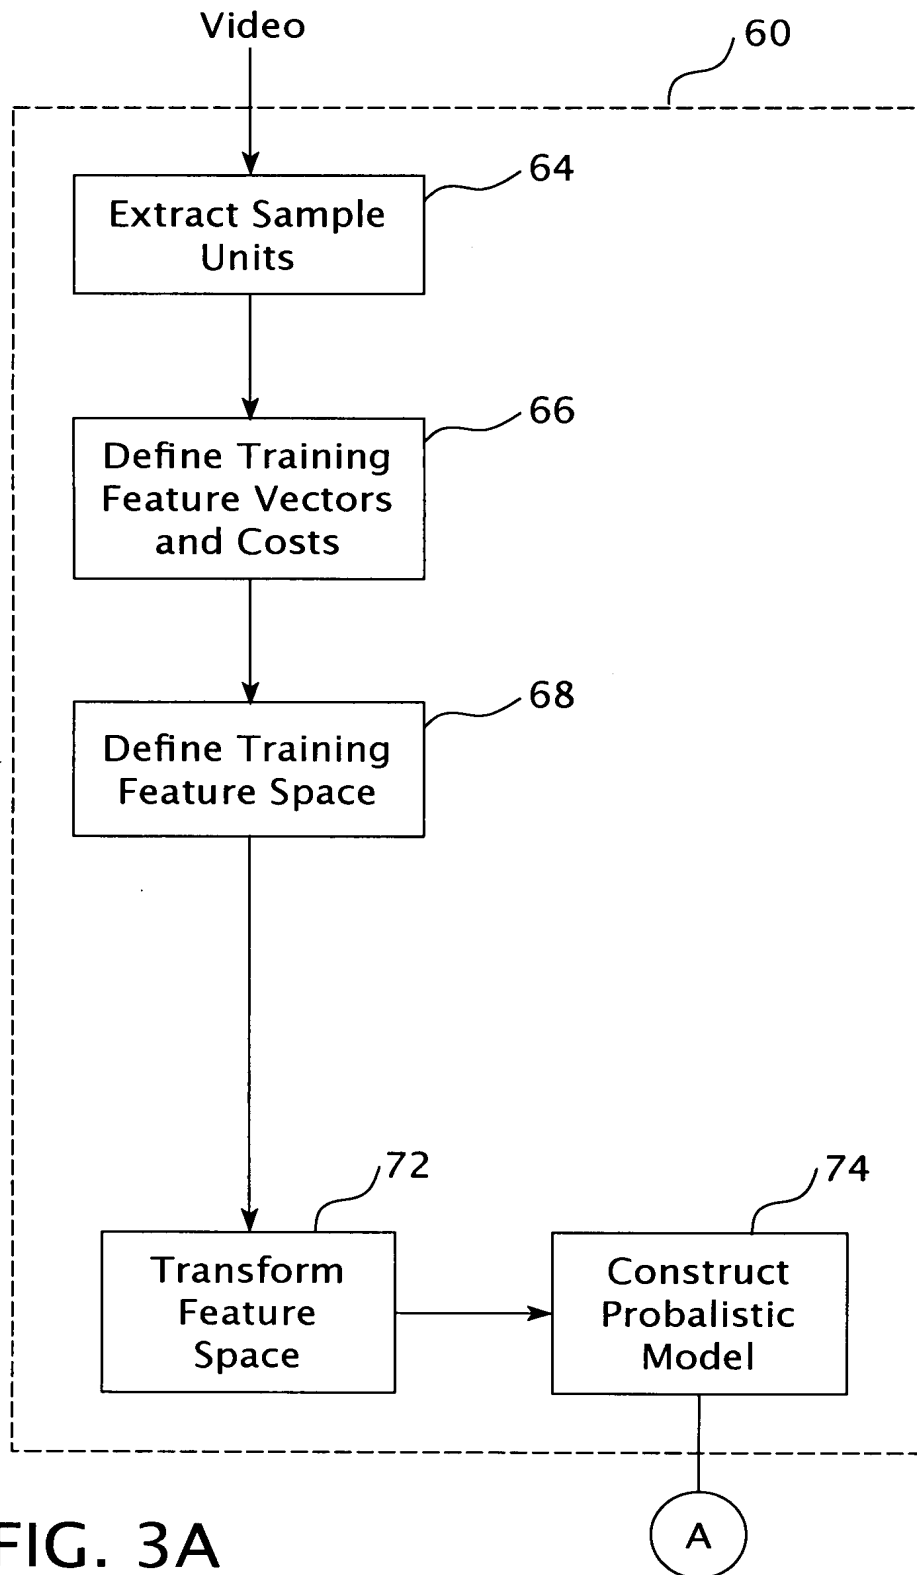 Video
60
64
Extract Sample
Units
66
Define Training
Feature Vectors
and Costs
68
Define Training
Feature Space
72
74
Transform
Feature
Space
Construct
Probalistic
Model
A
FIG. 3A